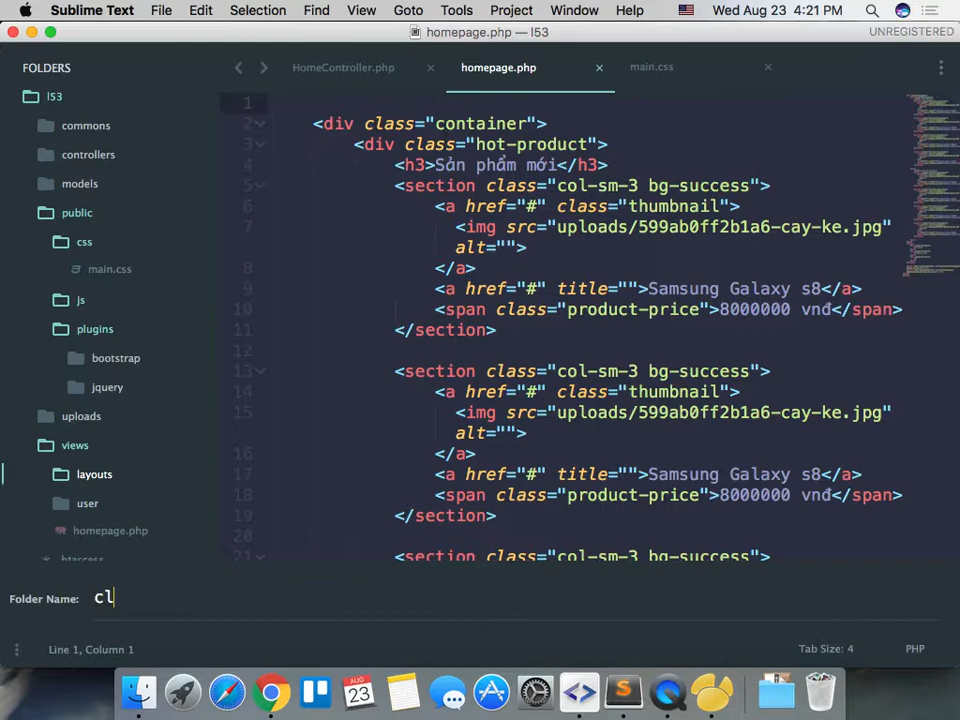 Sublime Text File Edit Selection Find View Goto Tools Project Window Help Wed Aug 23 4:21 PM
homepage.php — l53 UNREGISTERED
FOLDERS
l53
commons
controllers
models
public
css
main.css
js
plugins
bootstrap
jquery
uploads
views
layouts
user
homepage.php
htaccess
HomeController.php × homepage.php × main.css ×
1
2 <div class="container">
3 <div class="hot-product">
4 <h3>Sản phẩm mới</h3>
5 <section class="col-sm-3 bg-success">
6 <a href="#" class="thumbnail">
7 <img src="uploads/599ab0ff2b1a6-cay-ke.jpg"
alt="">
8 </a>
9 <a href="#" title="">Samsung Galaxy s8</a>
10 <span class="product-price">8000000 vnđ</span>
11 </section>
12
13 <section class="col-sm-3 bg-success">
14 <a href="#" class="thumbnail">
15 <img src="uploads/599ab0ff2b1a6-cay-ke.jpg"
alt="">
16 </a>
17 <a href="#" title="">Samsung Galaxy s8</a>
18 <span class="product-price">8000000 vnđ</span>
19 </section>
20
21 <section class="col-sm-3 bg-success">
Folder Name: cl
Line 1, Column 1 Tab Size: 4 PHP
AUG
23